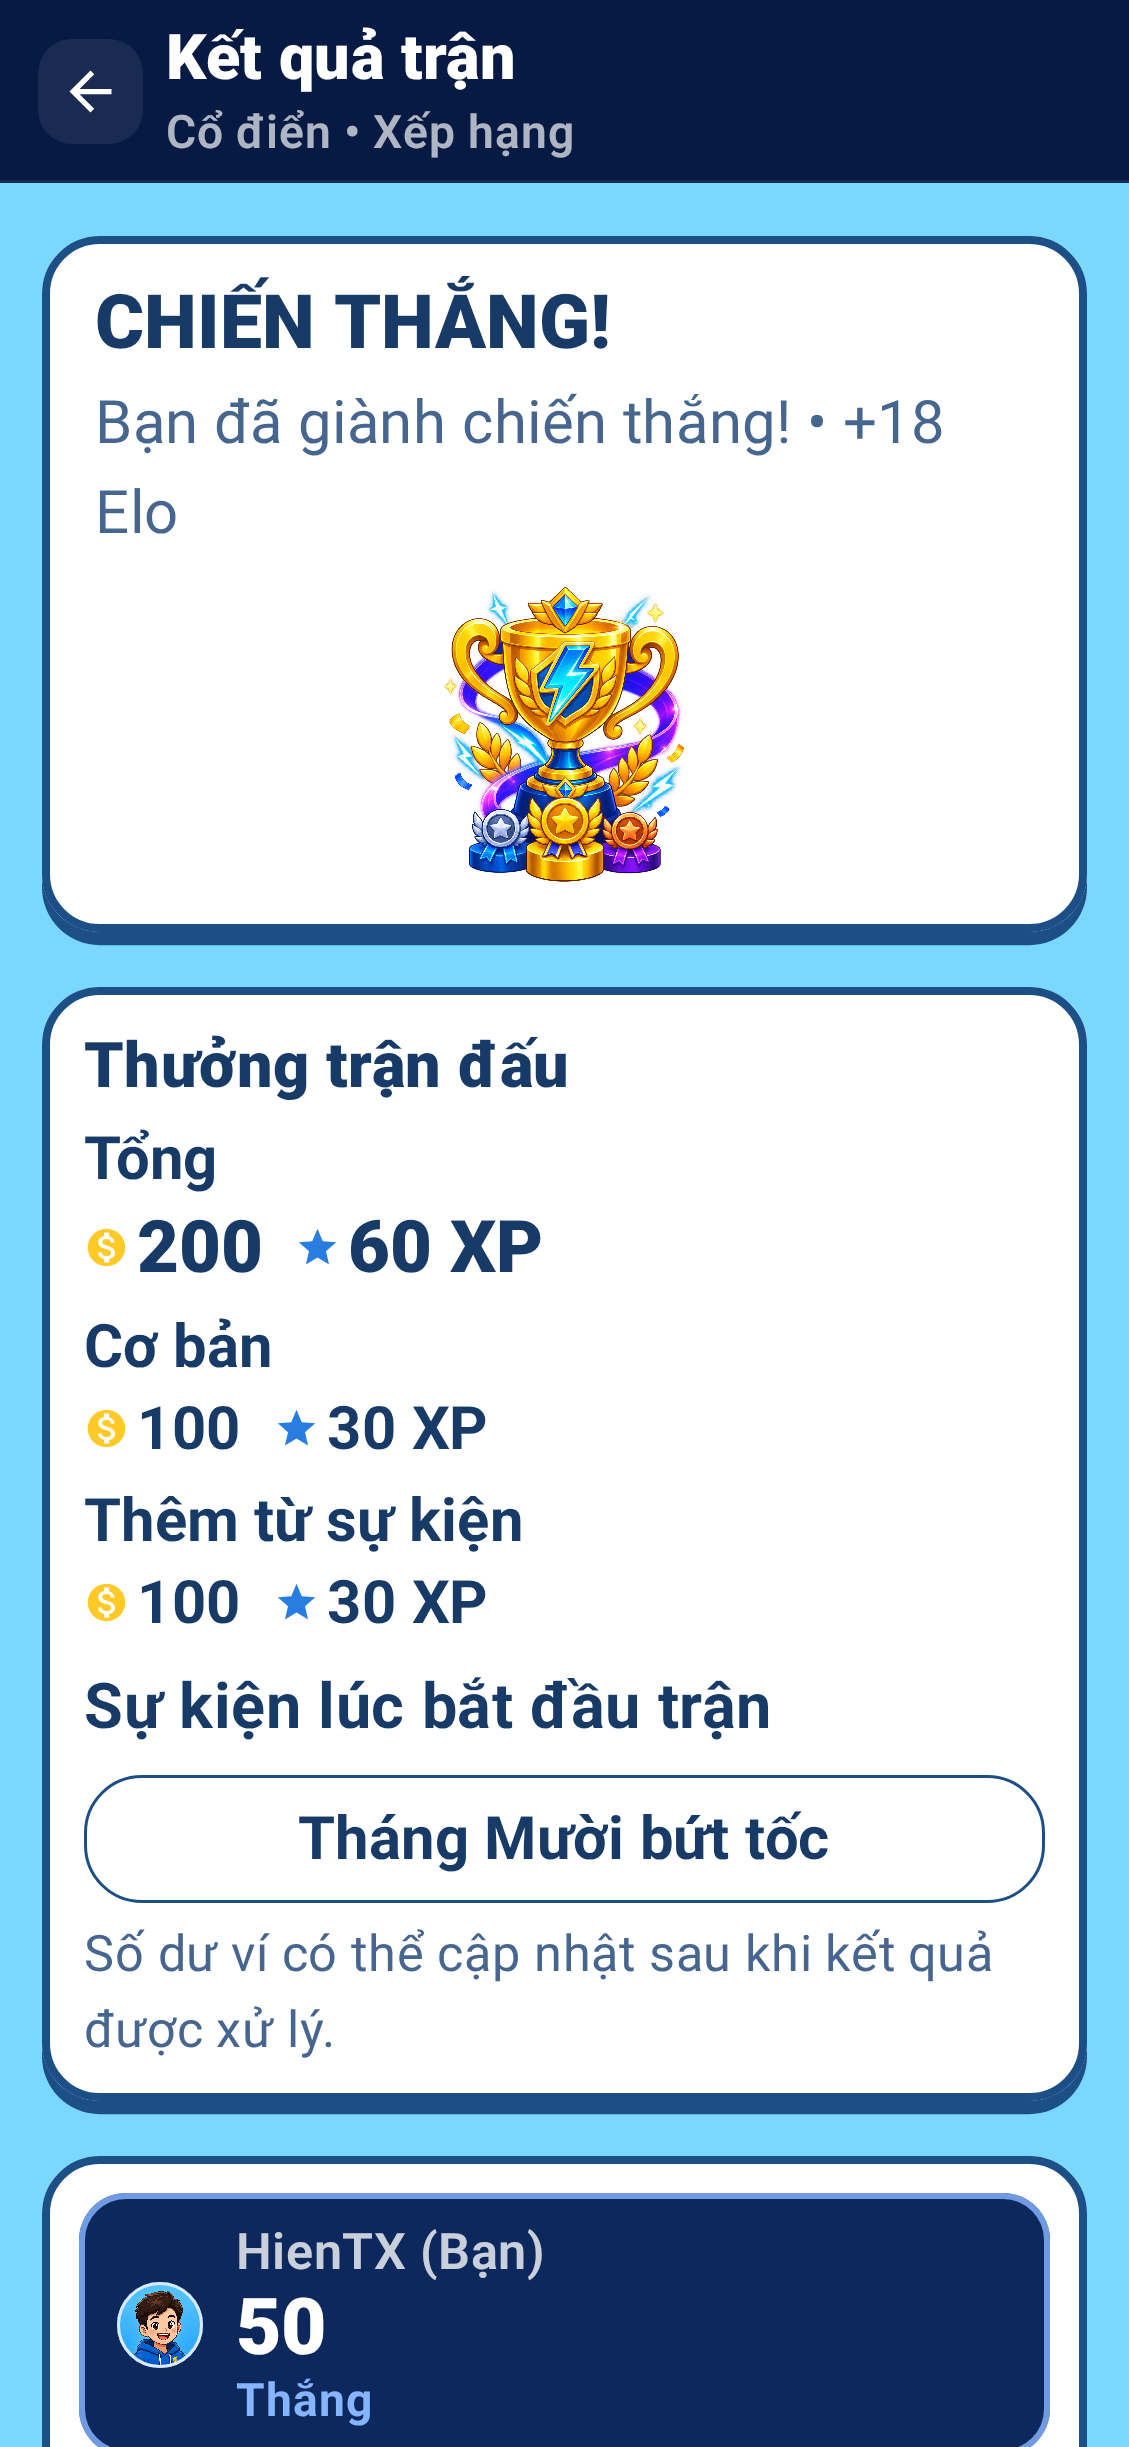 Kết quả trận
Cổ điển • Xếp hạng
CHIẾN THẮNG!
Bạn đã giành chiến thắng! • +18
Elo
Thưởng trận đấu
Tổng
200 60 XP
Cơ bản
100 30 XP
Thêm từ sự kiện
100 30 XP
Sự kiện lúc bắt đầu trận
Tháng Mười bứt tốc
Số dư ví có thể cập nhật sau khi kết quả
được xử lý.
HienTX (Bạn)
50
Thắng